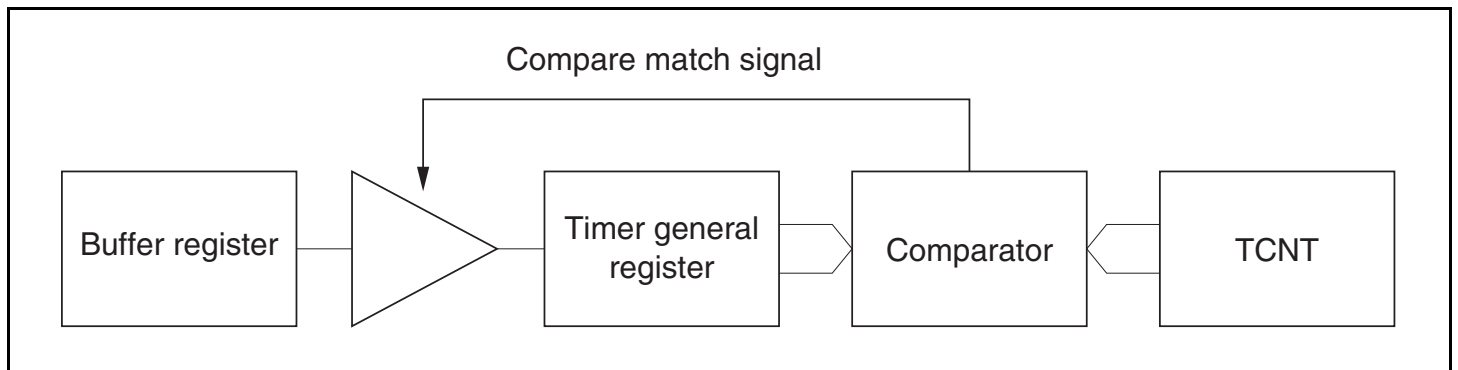 Compare match signal
Buffer register
Timer general
register
Comparator
TCNT